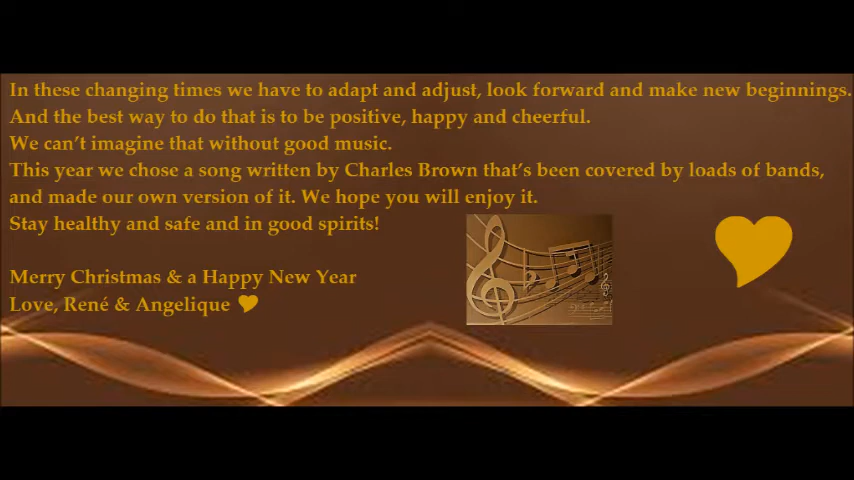 In these changing times we have to adapt and adjust, look forward and make new beginnings.
And the best way to do that is to be positive, happy and cheerful.
We can’t imagine that without good music.
This year we chose a song written by Charles Brown that’s been covered by loads of bands,
and made our own version of it. We hope you will enjoy it.
Stay healthy and safe and in good spirits!
Merry Christmas & a Happy New Year
Love, René & Angelique